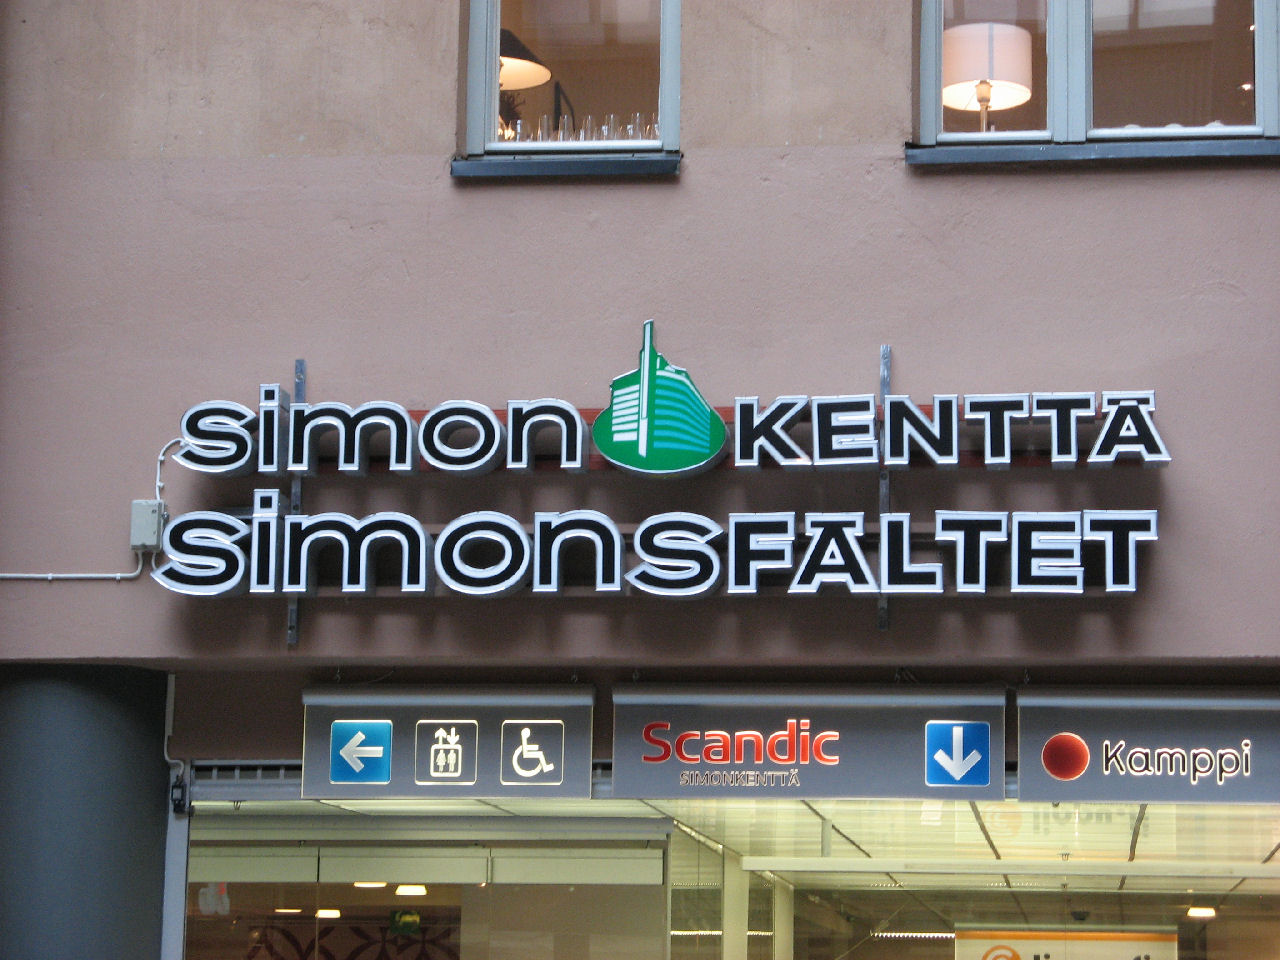 simon KENTTÄ
simonsFÄLTET
Scandic
SIMONKENTTÄ
Kamppi